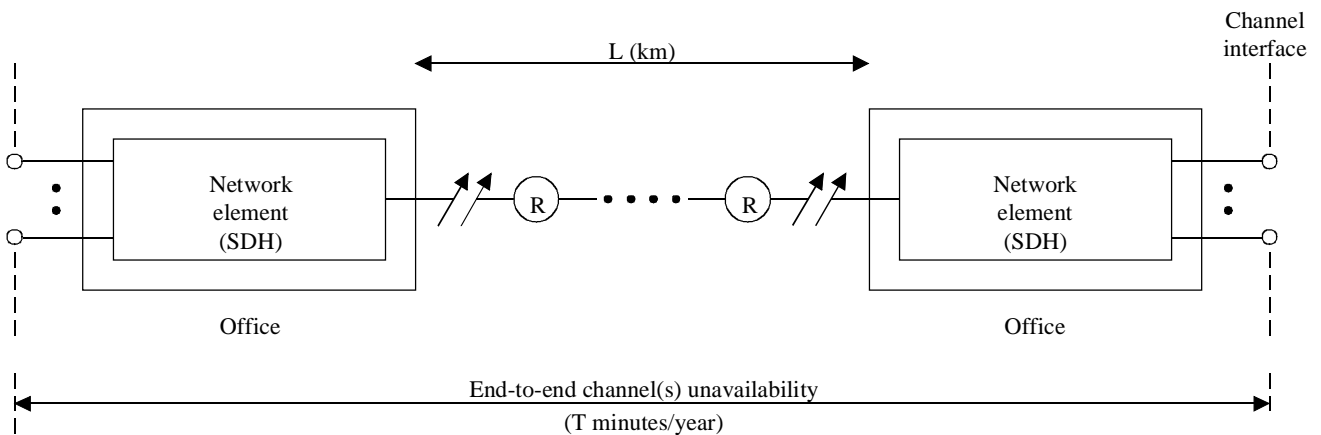 Channel
interface
L (km)
Network
element
(SDH)
R
R
Network
element
(SDH)
Office
Office
End-to-end channel(s) unavailability
(T minutes/year)